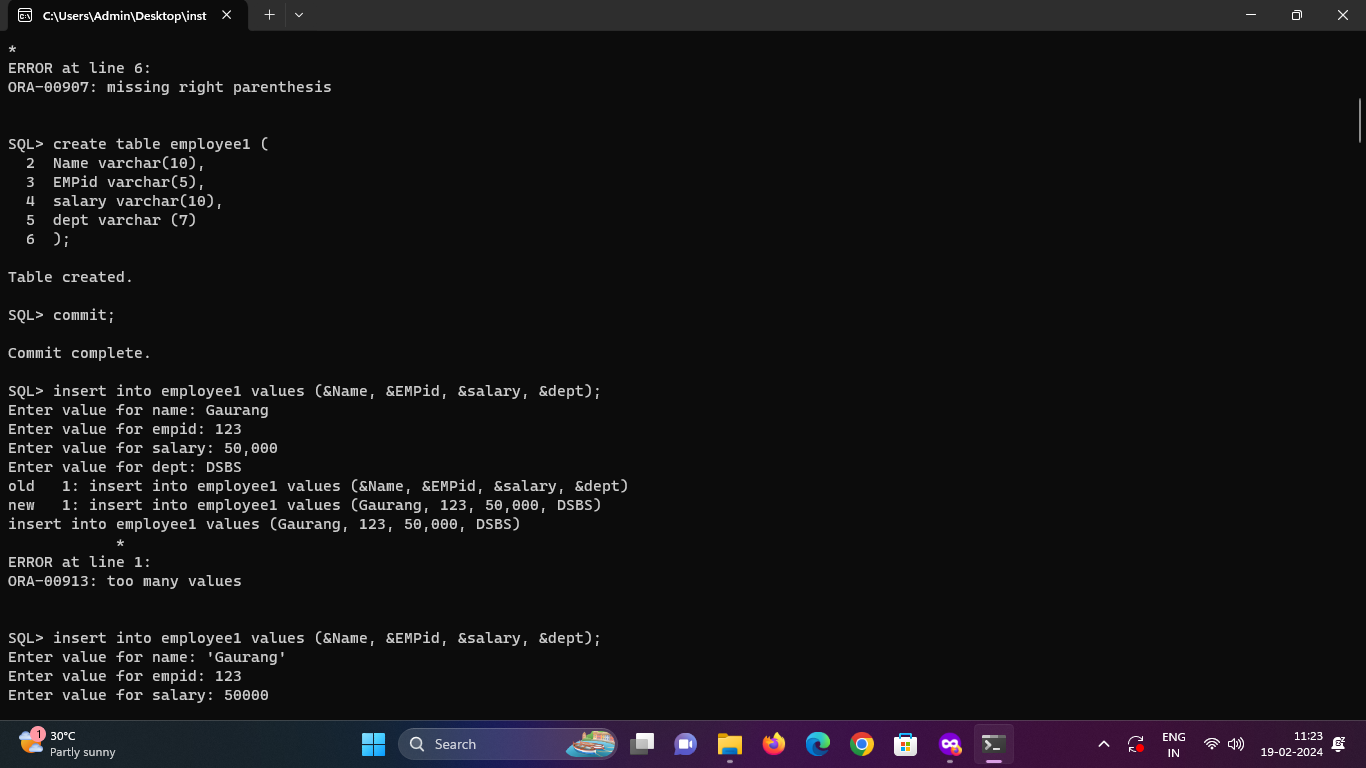 C:\Users\Admin\Desktop\inst
*
ERROR at line 6:
ORA-00907: missing right parenthesis
SQL> create table employee1 (
  2  Name varchar(10),
  3  EMPid varchar(5),
  4  salary varchar(10),
  5  dept varchar (7)
  6  );
Table created.
SQL> commit;
Commit complete.
SQL> insert into employee1 values (&Name, &EMPid, &salary, &dept);
Enter value for name: Gaurang
Enter value for empid: 123
Enter value for salary: 50,000
Enter value for dept: DSBS
old   1: insert into employee1 values (&Name, &EMPid, &salary, &dept)
new   1: insert into employee1 values (Gaurang, 123, 50,000, DSBS)
insert into employee1 values (Gaurang, 123, 50,000, DSBS)
            *
ERROR at line 1:
ORA-00913: too many values
SQL> insert into employee1 values (&Name, &EMPid, &salary, &dept);
Enter value for name: 'Gaurang'
Enter value for empid: 123
Enter value for salary: 50000
1
30°C
Partly sunny
Search
ENG
IN
11:23
19-02-2024